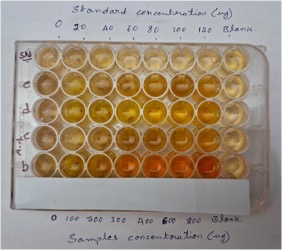 Standard concentration (ug)
0 20 40 60 80 100 120 Blank.
0 100 200 300 400 600 800 Blank.
Samples concentration (ug)